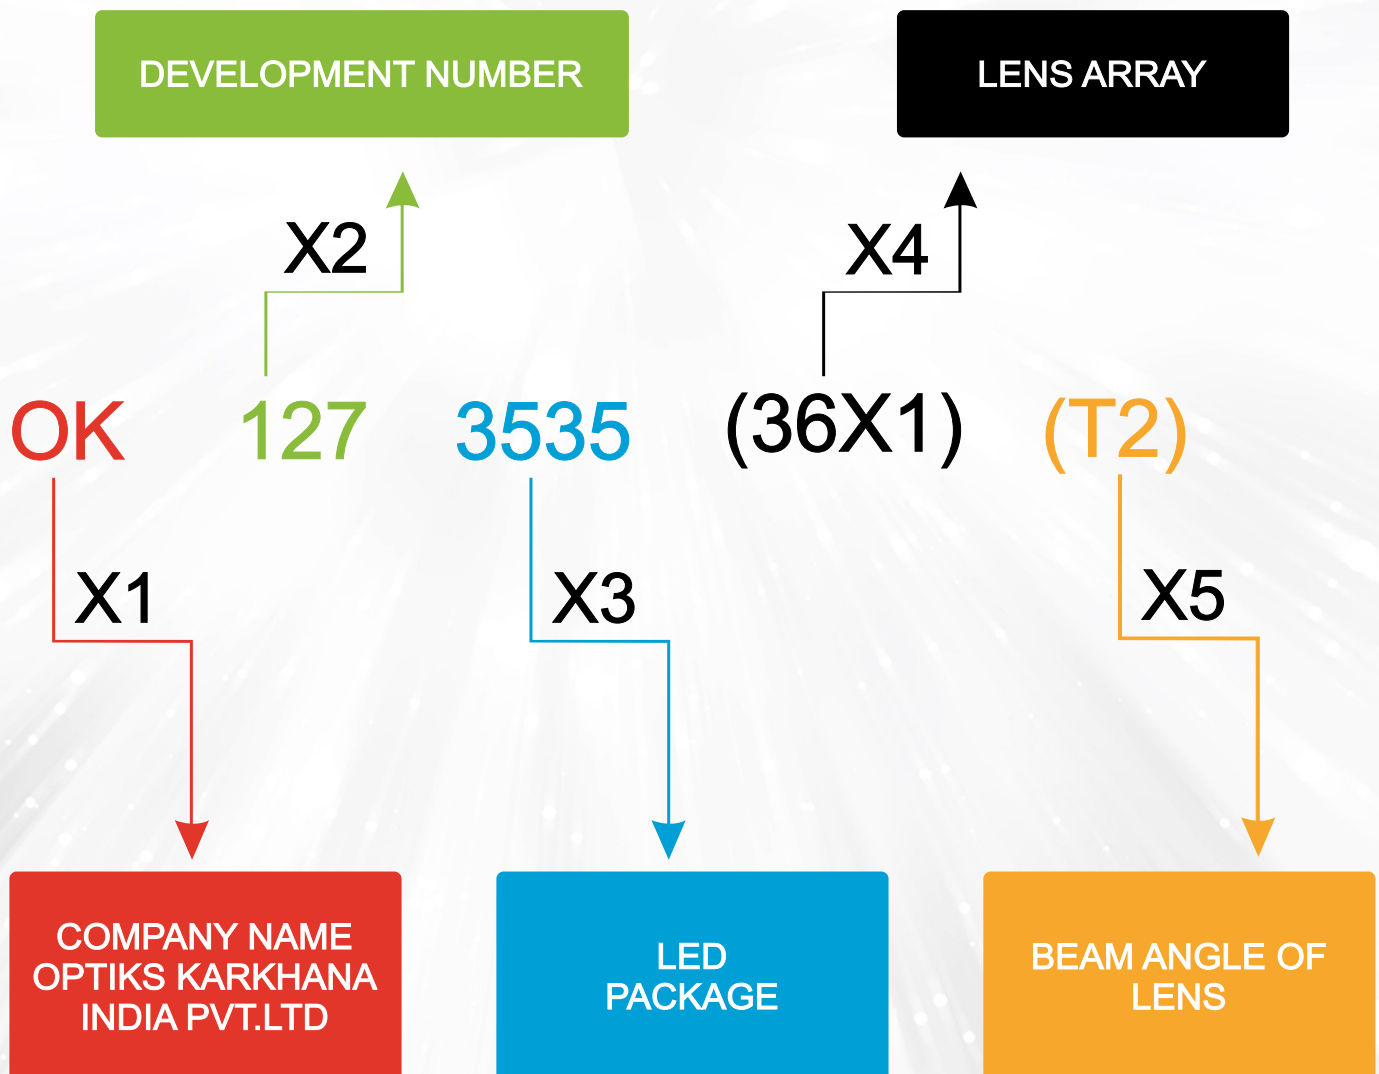 DEVELOPMENT NUMBER
LENS ARRAY
X2
X4
OK 127 3535 (36X1) (T2)
X1
X3
X5
COMPANY NAME
OPTIKS KARKHANA
INDIA PVT.LTD
LED
PACKAGE
BEAM ANGLE OF
LENS